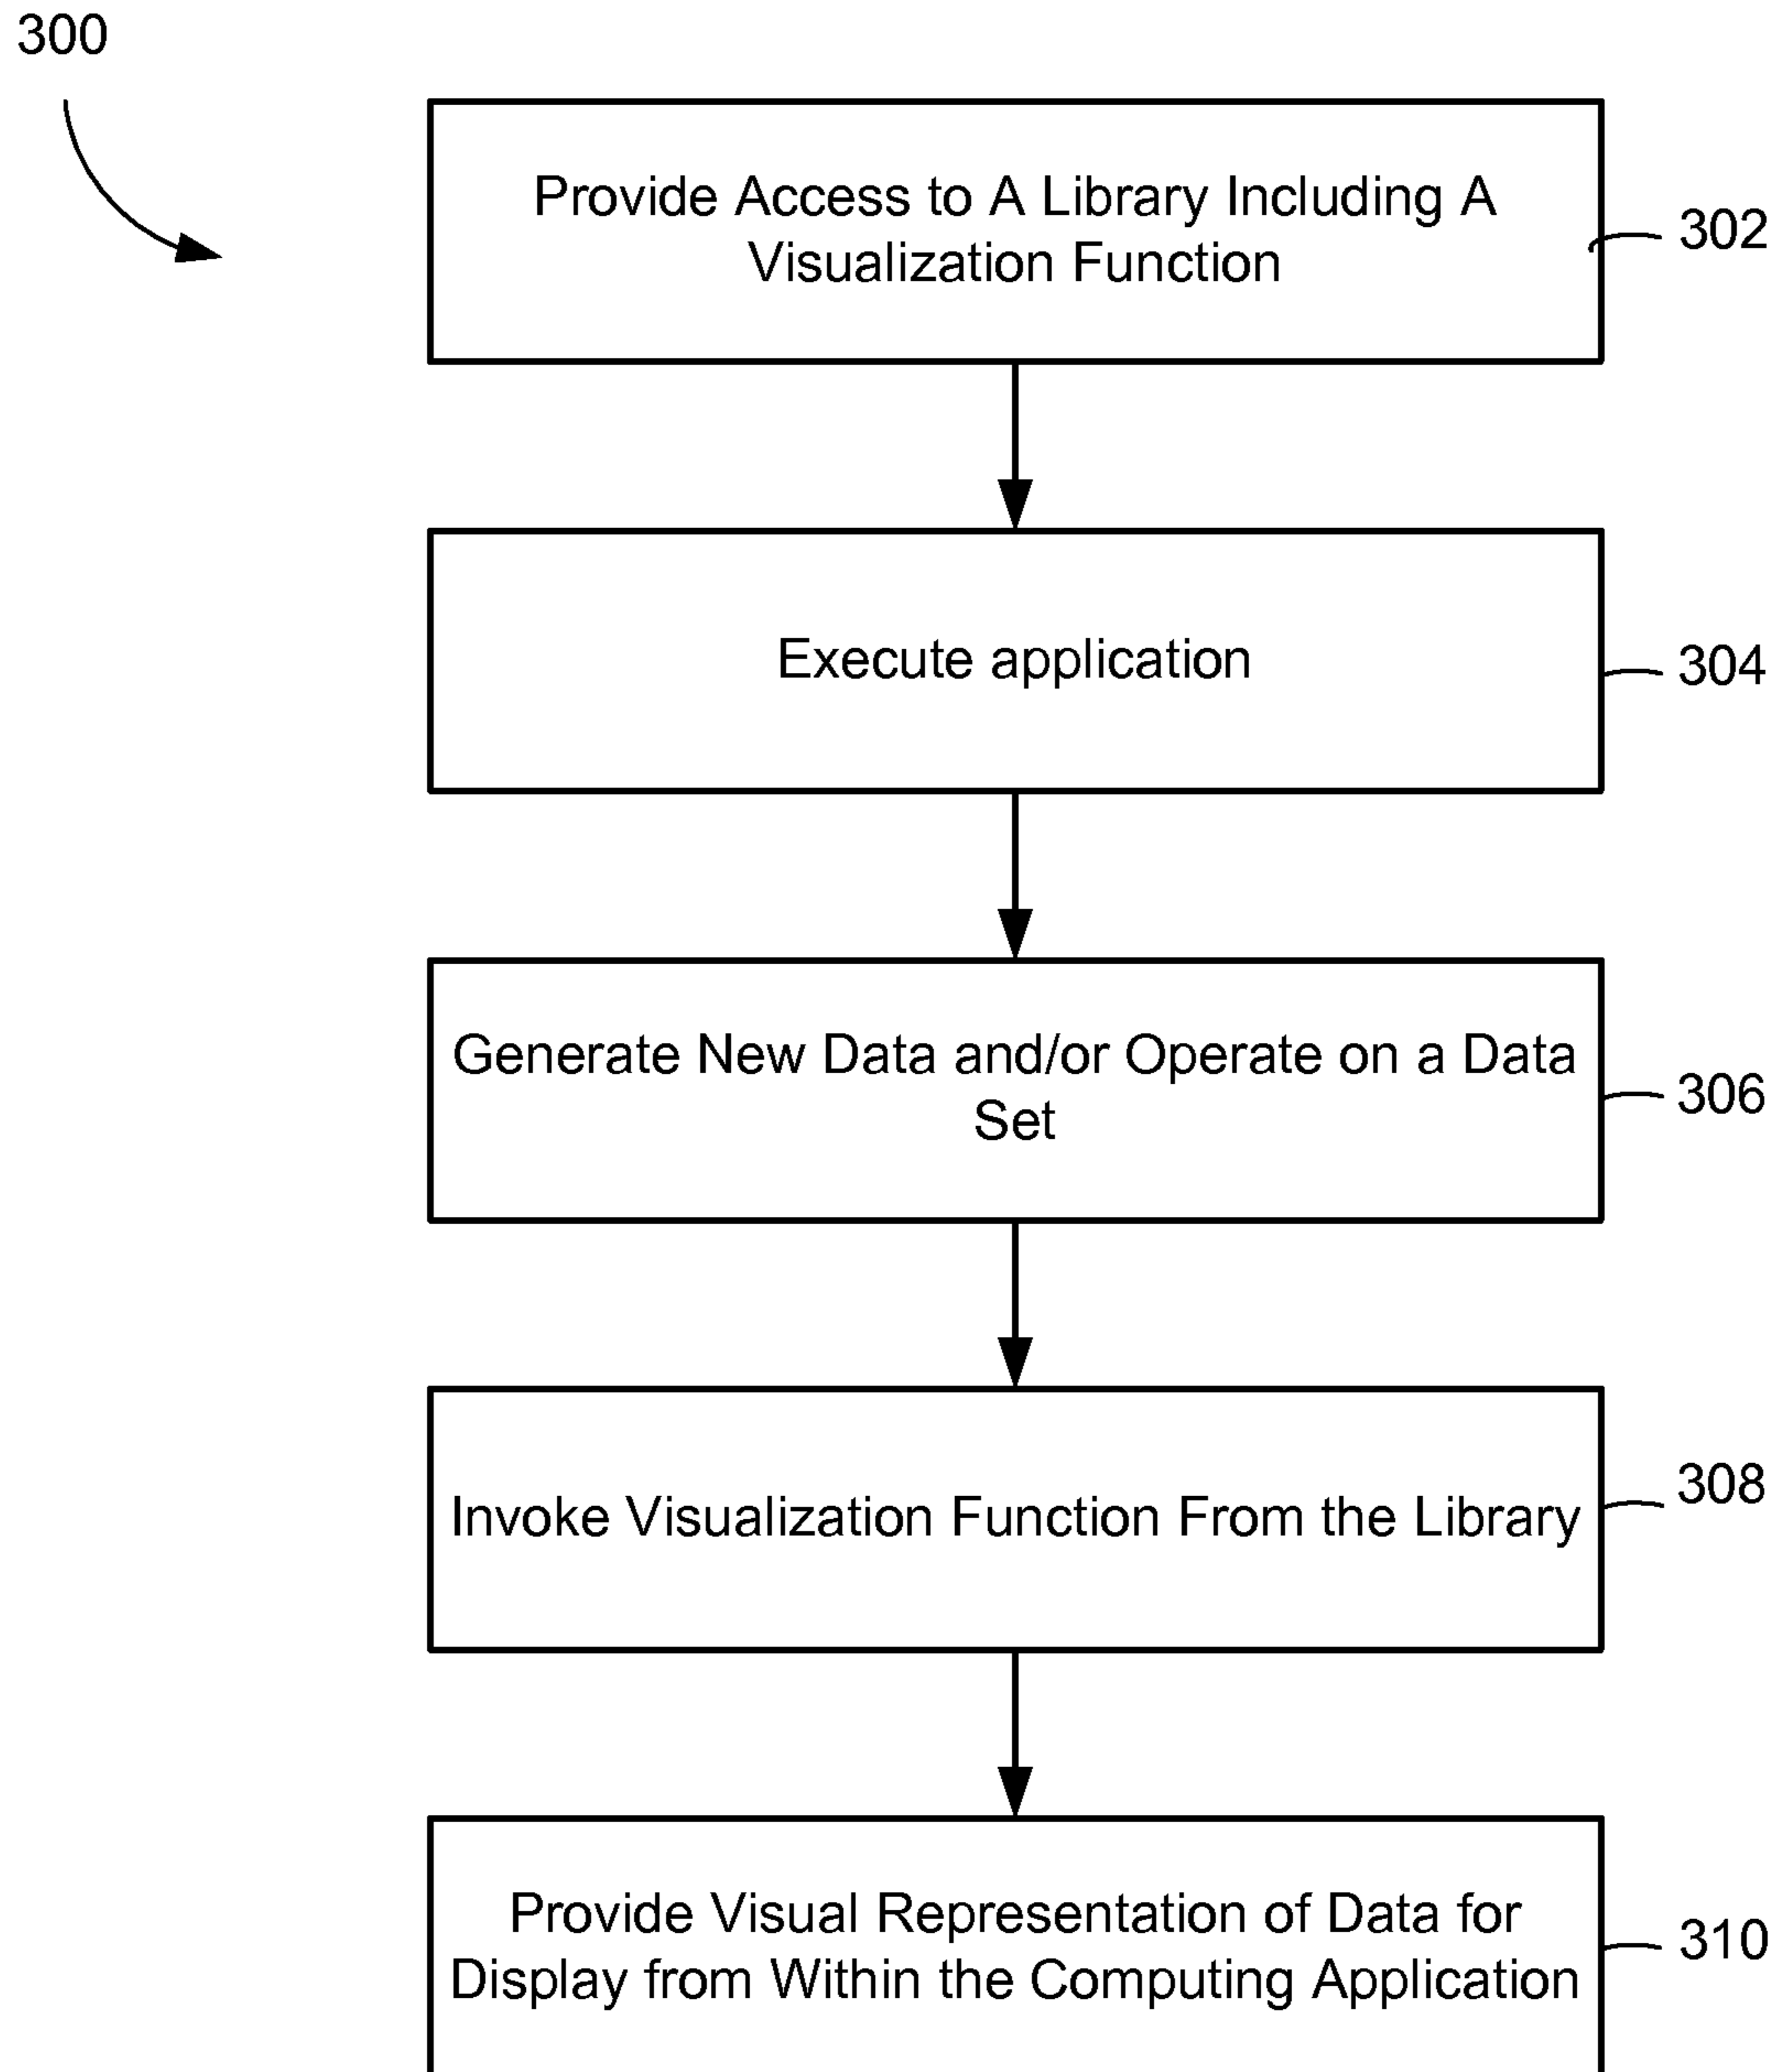 300
Provide Access to A Library Including A
Visualization Function
302
Execute application
304
Generate New Data and/or Operate on a Data
Set
306
Invoke Visualization Function From the Library
308
Provide Visual Representation of Data for
Display from Within the Computing Application
310